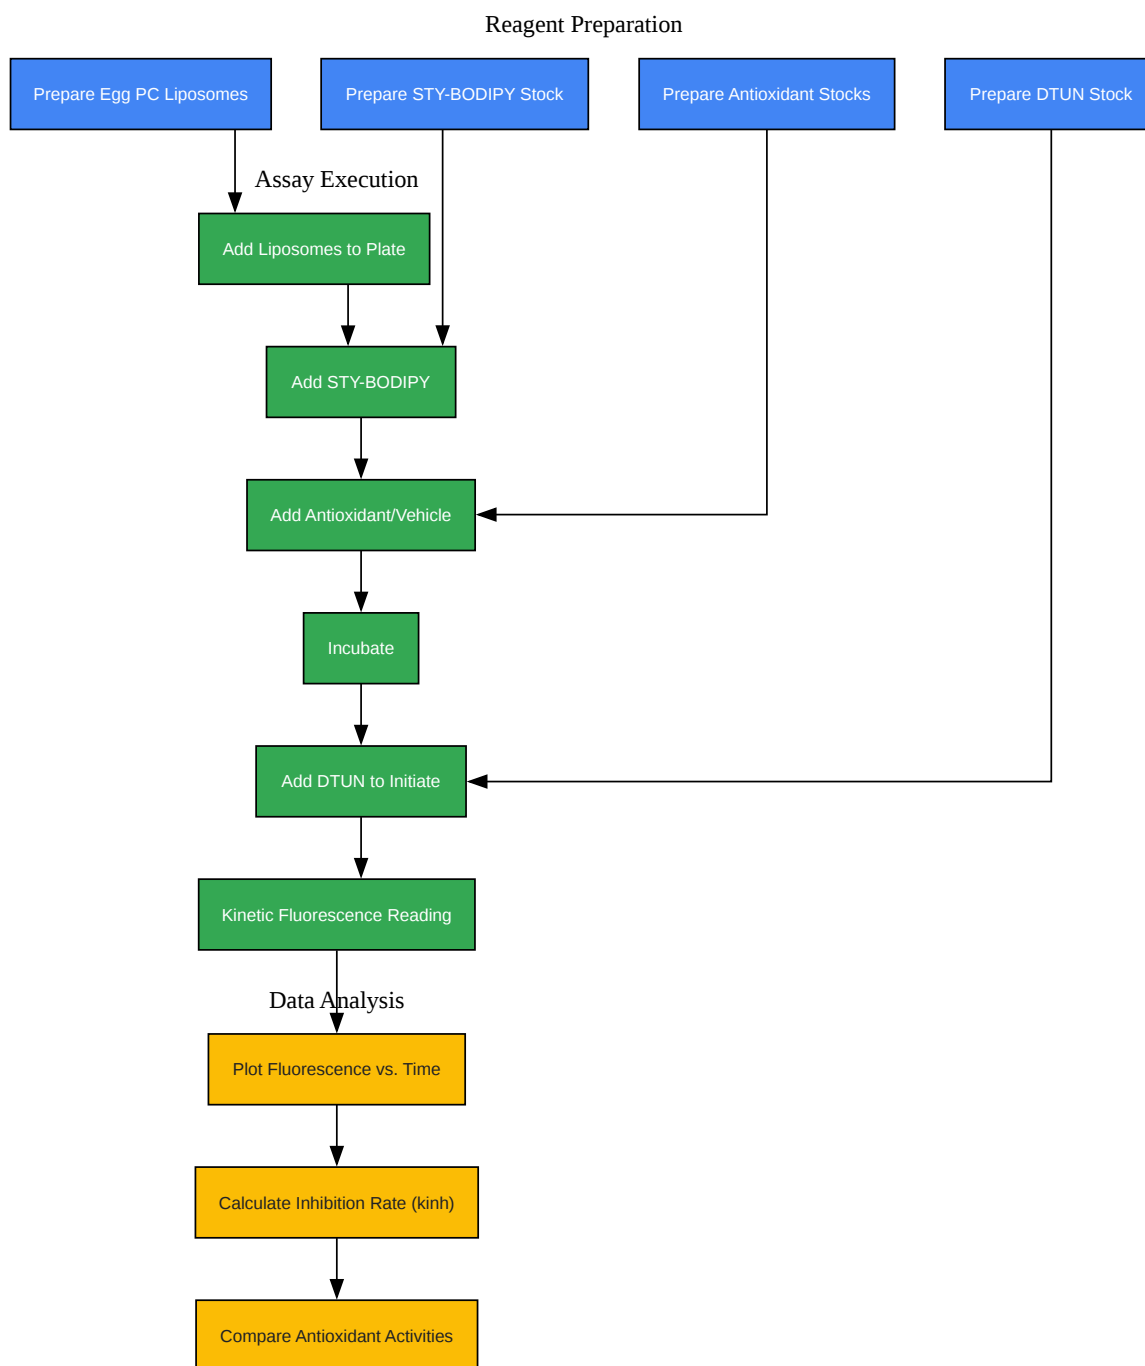 Reagent Preparation
Prepare Egg PC Liposomes
Prepare STY-BODIPY Stock
Prepare Antioxidant Stocks
Prepare DTUN Stock
Assay Execution
Add Liposomes to Plate
Add STY-BODIPY
Add Antioxidant/Vehicle
Incubate
Add DTUN to Initiate
Kinetic Fluorescence Reading
Data Analysis
Plot Fluorescence vs. Time
Calculate Inhibition Rate (kinh)
Compare Antioxidant Activities